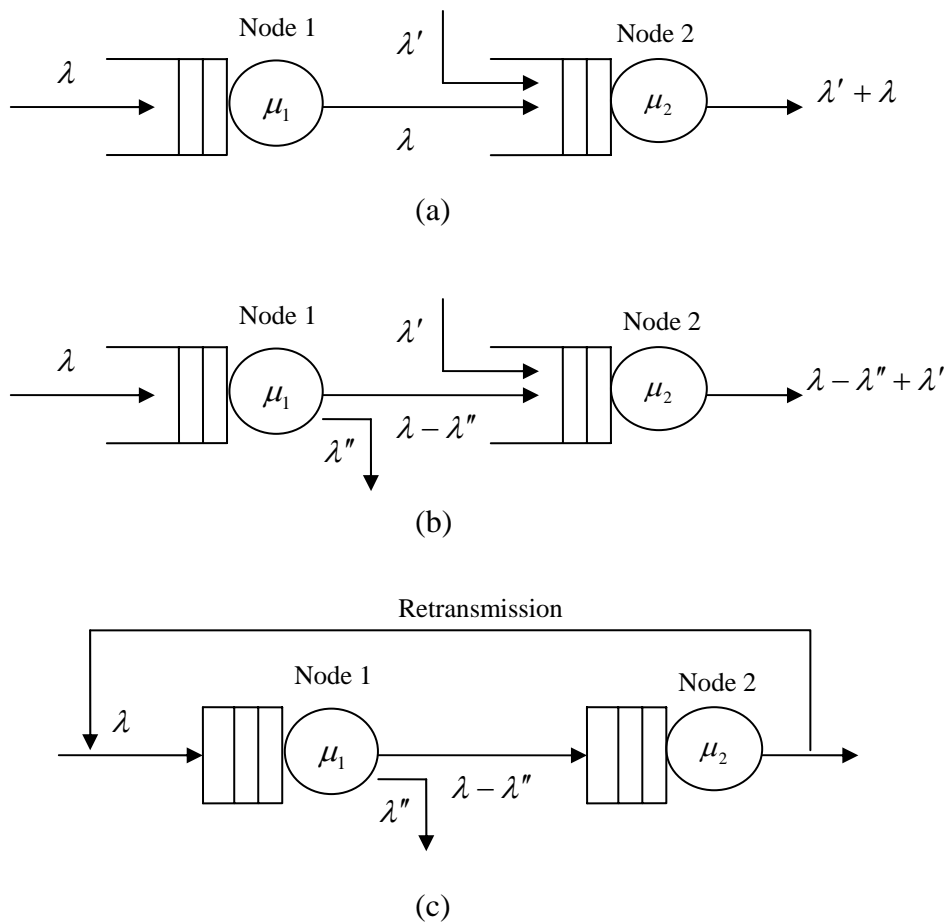 Node 1
Node 2
λ
λ′
μ₁
μ₂
λ′ + λ
λ
(a)
Node 1
Node 2
λ
λ′
μ₁
μ₂
λ − λ″ + λ′
λ″
λ − λ″
(b)
Retransmission
Node 1
Node 2
λ
μ₁
μ₂
λ″
λ − λ″
(c)